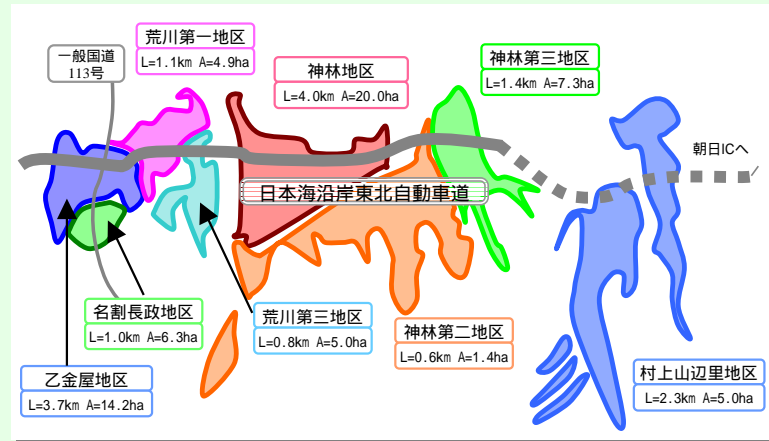 荒川第一地区
L=1.1km A=4.9ha
一般国道
113号
神林地区
L=4.0km A=20.0ha
神林第三地区
L=1.4km A=7.3ha
朝日ICへ
日本海沿岸東北自動車道
名割長政地区
L=1.0km A=6.3ha
荒川第三地区
L=0.8km A=5.0ha
神林第二地区
L=0.6km A=1.4ha
乙金屋地区
L=3.7km A=14.2ha
村上山辺里地区
L=2.3km A=5.0ha